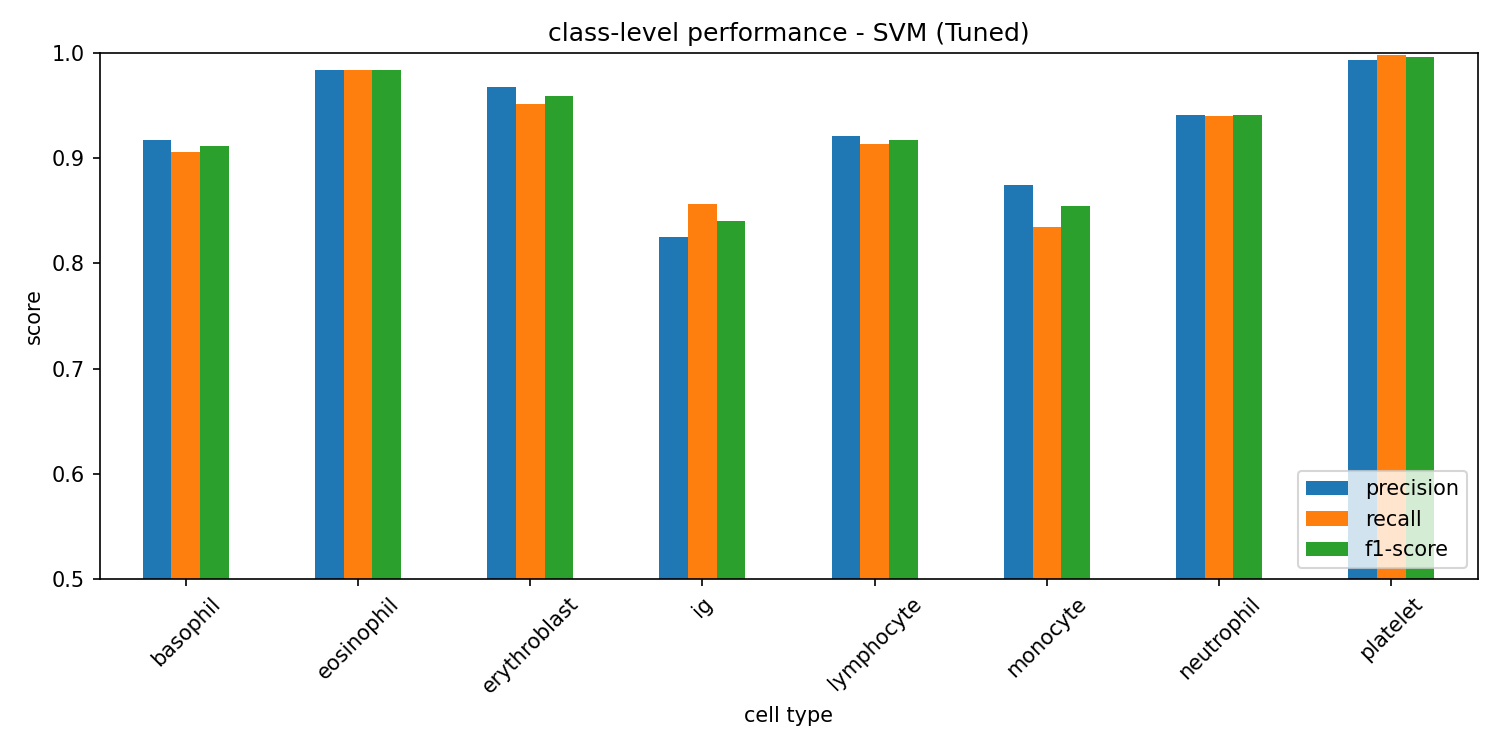 class-level performance - SVM (Tuned)
1.0
0.9
0.8
0.7
0.6
0.5
score
precision
recall
f1-score
basophil
eosinophil
erythroblast
ig
lymphocyte
monocyte
neutrophil
platelet
cell type